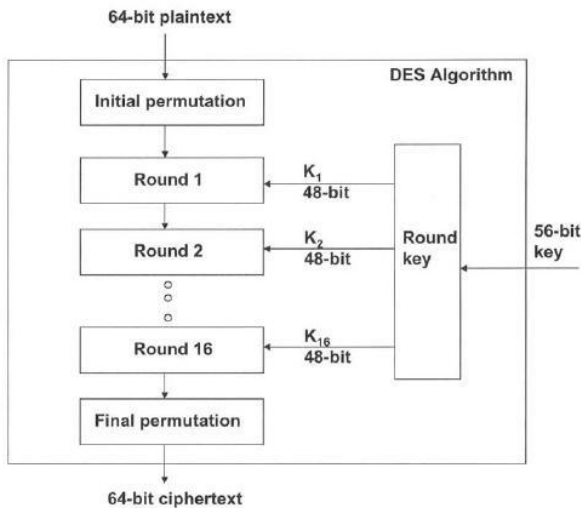 64-bit plaintext
DES Algorithm
Initial permutation
Round 1
K1
48-bit
Round 2
K2
48-bit
Round
key
56-bit
key
Round 16
K16
48-bit
Final permutation
64-bit ciphertext